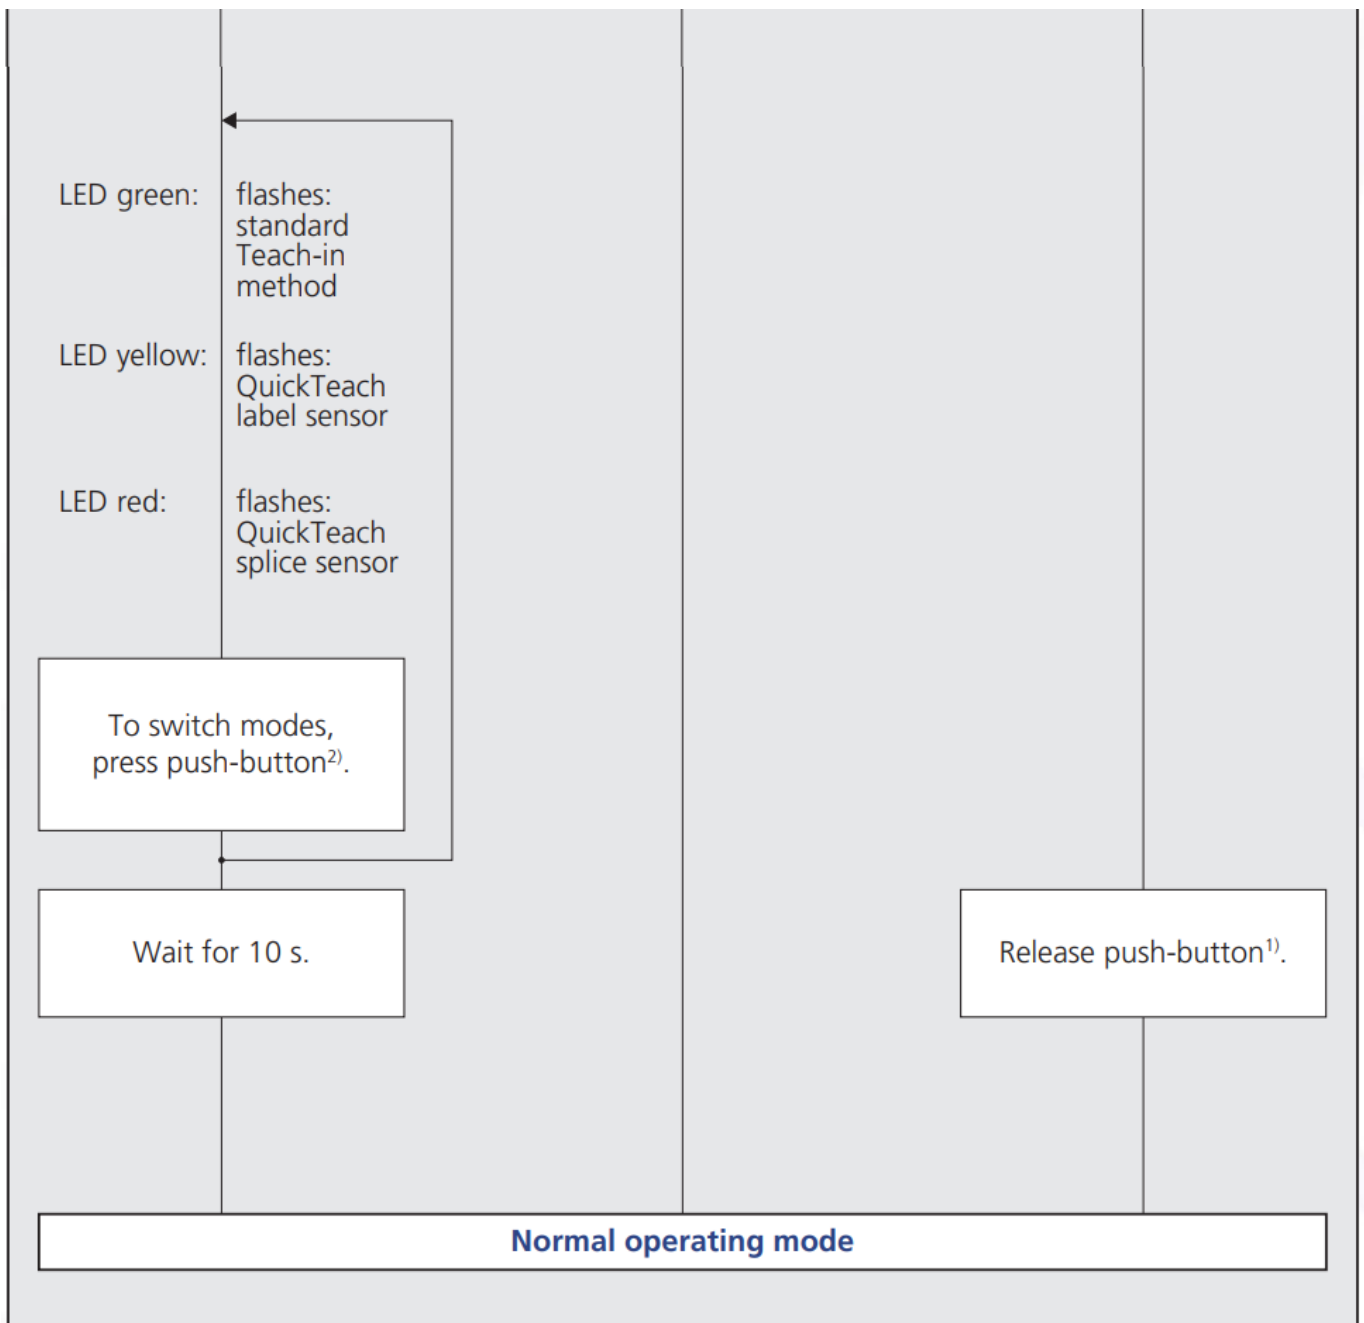 LED green:
flashes:
standard
Teach-in
method
LED yellow:
flashes:
QuickTeach
label sensor
LED red:
flashes:
QuickTeach
splice sensor
To switch modes,
press push-button2).
Wait for 10 s.
Release push-button1).
Normal operating mode